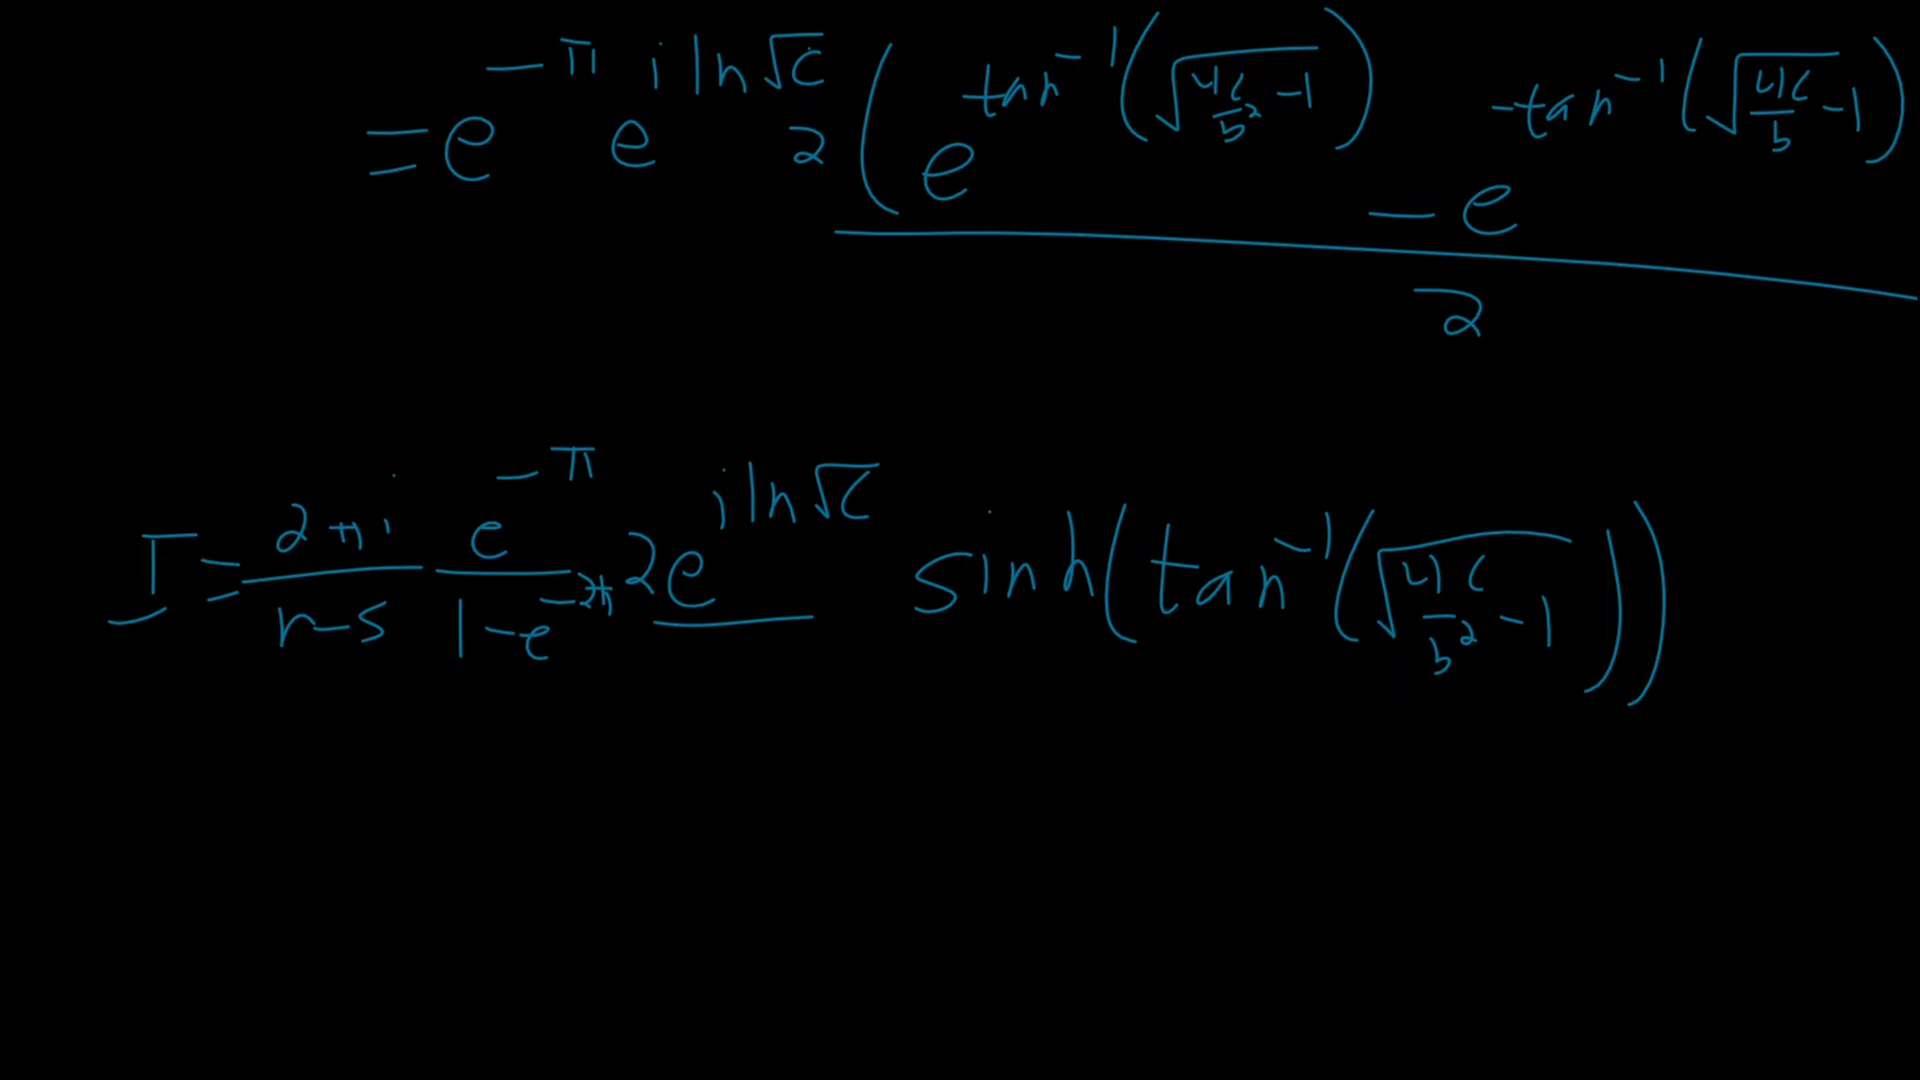 = e^{-π} e^{i ln√c} 2 (e^{tan^{-1}(√(4c/b^2 - 1))} - e^{-tan^{-1}(√(4c/b - 1))} / 2
I = 2πi/(r-s) e^{-π}/(1-e^{-2π}) 2e^{i ln√c} sinh(tan^{-1}(√(4c/b^2 - 1)))